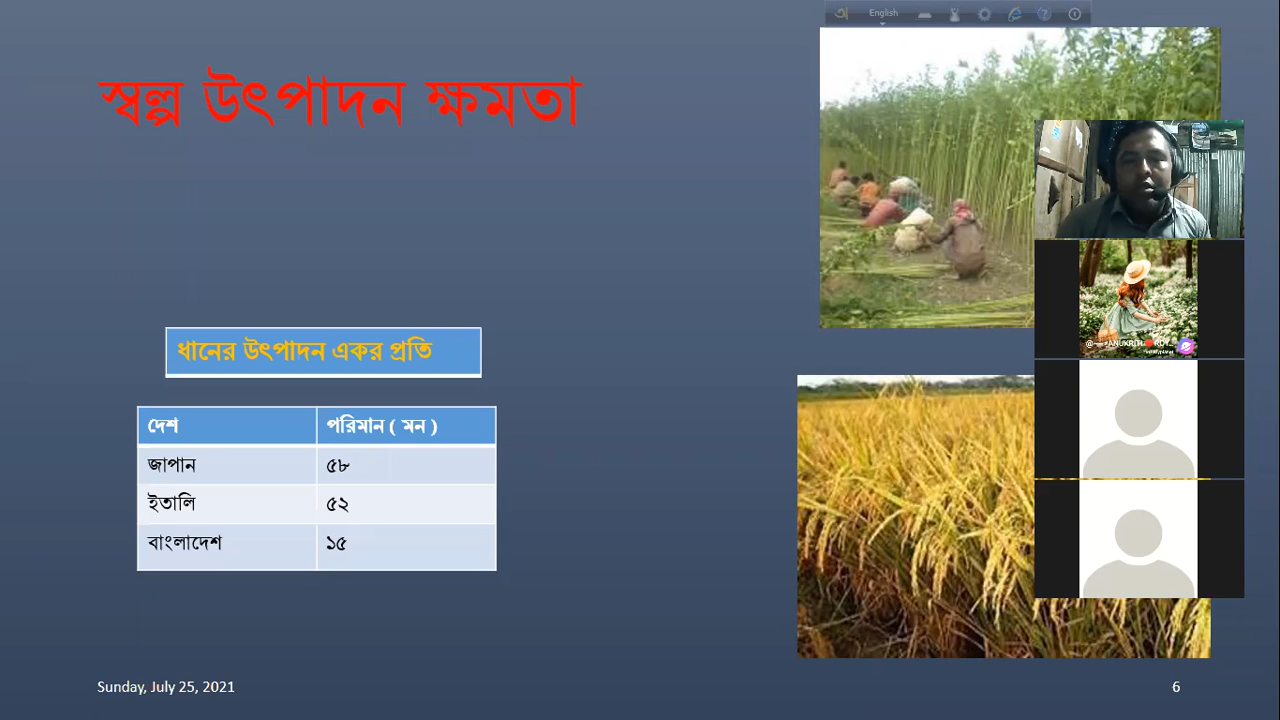 English
স্বল্প উৎপাদন ক্ষমতা
ধানের উৎপাদন একর প্রতি
দেশ পরিমান ( মন )
জাপান ৫৮
ইতালি ৫২
বাংলাদেশ ১৫
Sunday, July 25, 2021
6